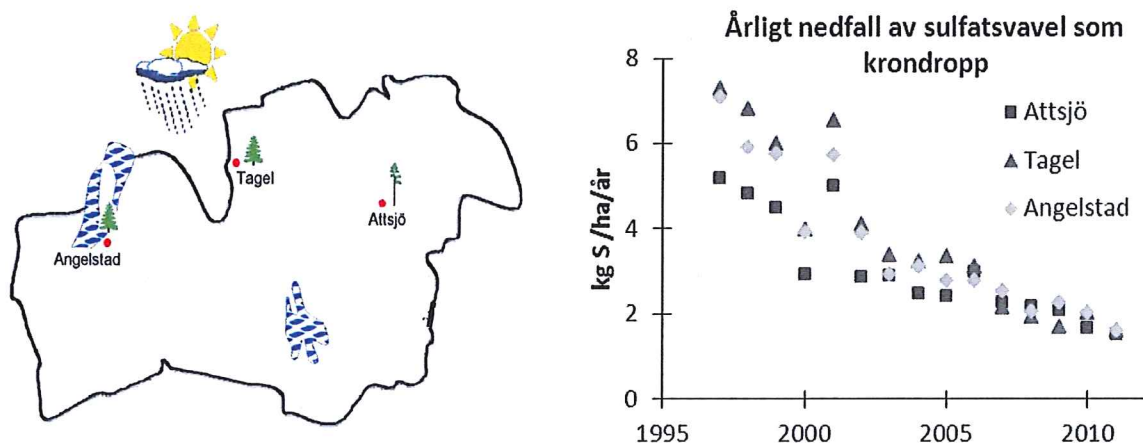 Tagel
Attsjö
Angelstad
Årligt nedfall av sulfatsvavel som
krondropp
kg S /ha/år
8
6
4
2
0
1995
2000
2005
2010
Attsjö
Tagel
Angelstad